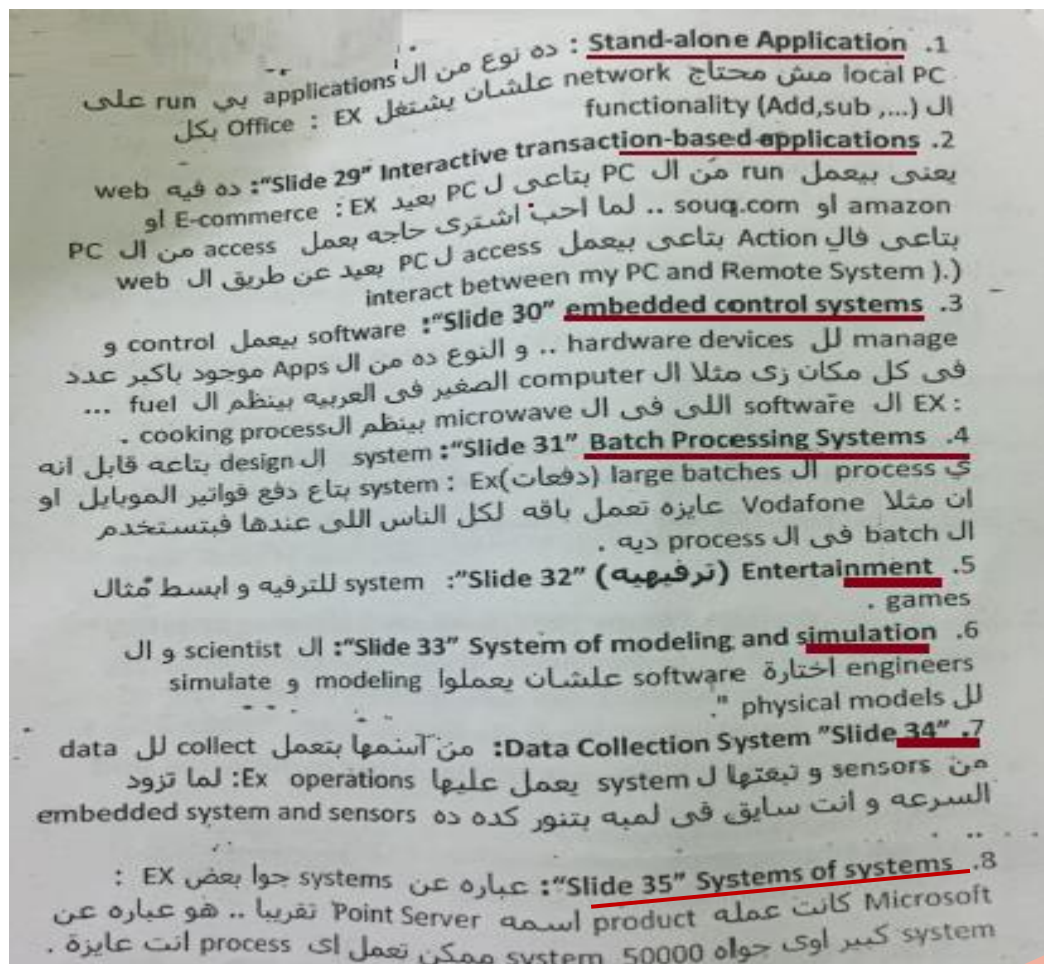 1. Stand-alone Application : ده نوع من ال applications بي run على
local PC مش محتاج network علشان يشتغل EX : Office بكل
ال functionality (Add,sub ,...)
2. "Slide 29" Interactive transaction-based applications: ده فيه web
يعنى بيعمل run من ال PC بتاعى ل PC بعيد EX : E-commerce أو
amazon أو souq.com .. لما احب اشترى حاجه بعمل access من ال PC
بتاعى فال Action بتاعى بيعمل access ل PC بعيد عن طريق ال web
(.( interact between my PC and Remote System
3. "Slide 30" embedded control systems: software بيعمل control و
manage لل hardware devices .. و النوع ده من ال Apps موجود باكبر عدد
فى كل مكان زى مثلا ال computer الصغير فى العربيه بينظم ال fuel ...
EX : ال software اللى فى ال microwave بينظم ال cooking process .
4. "Slide 31" Batch Processing Systems: system ال design بتاعه قابل انه
ي process ال large batches (دفعات) Ex : system بتاع دفع فواتير الموبايل او
ان مثلا Vodafone عايزه تعمل باقه لكل الناس اللى عندها فبتستخدم
ال batch فى ال process ديه .
5. Entertainment (ترفيهيه) "Slide 32": system للترفيه و ابسط مثال
games .
6. "Slide 33" System of modeling and simulation: ال scientist و ال
engineers اختارة software علشان يعملوا modeling و simulate
لل physical models ".
7. Data Collection System "Slide 34": من اسمها بتعمل collect لل data
من sensors و تبعتها ل system يعمل عليها operations Ex: لما تزود
السرعه و انت سايق فى لمبه بتنور كده ده embedded system and sensors
..
8. "Slide 35" Systems of systems: عباره عن systems جوا بعض EX :
Microsoft كانت عمله product اسمه Point Server تقريبا .. هو عباره عن
system كبير اوى جواه 50000 system ممكن تعمل اى process انت عايزة .